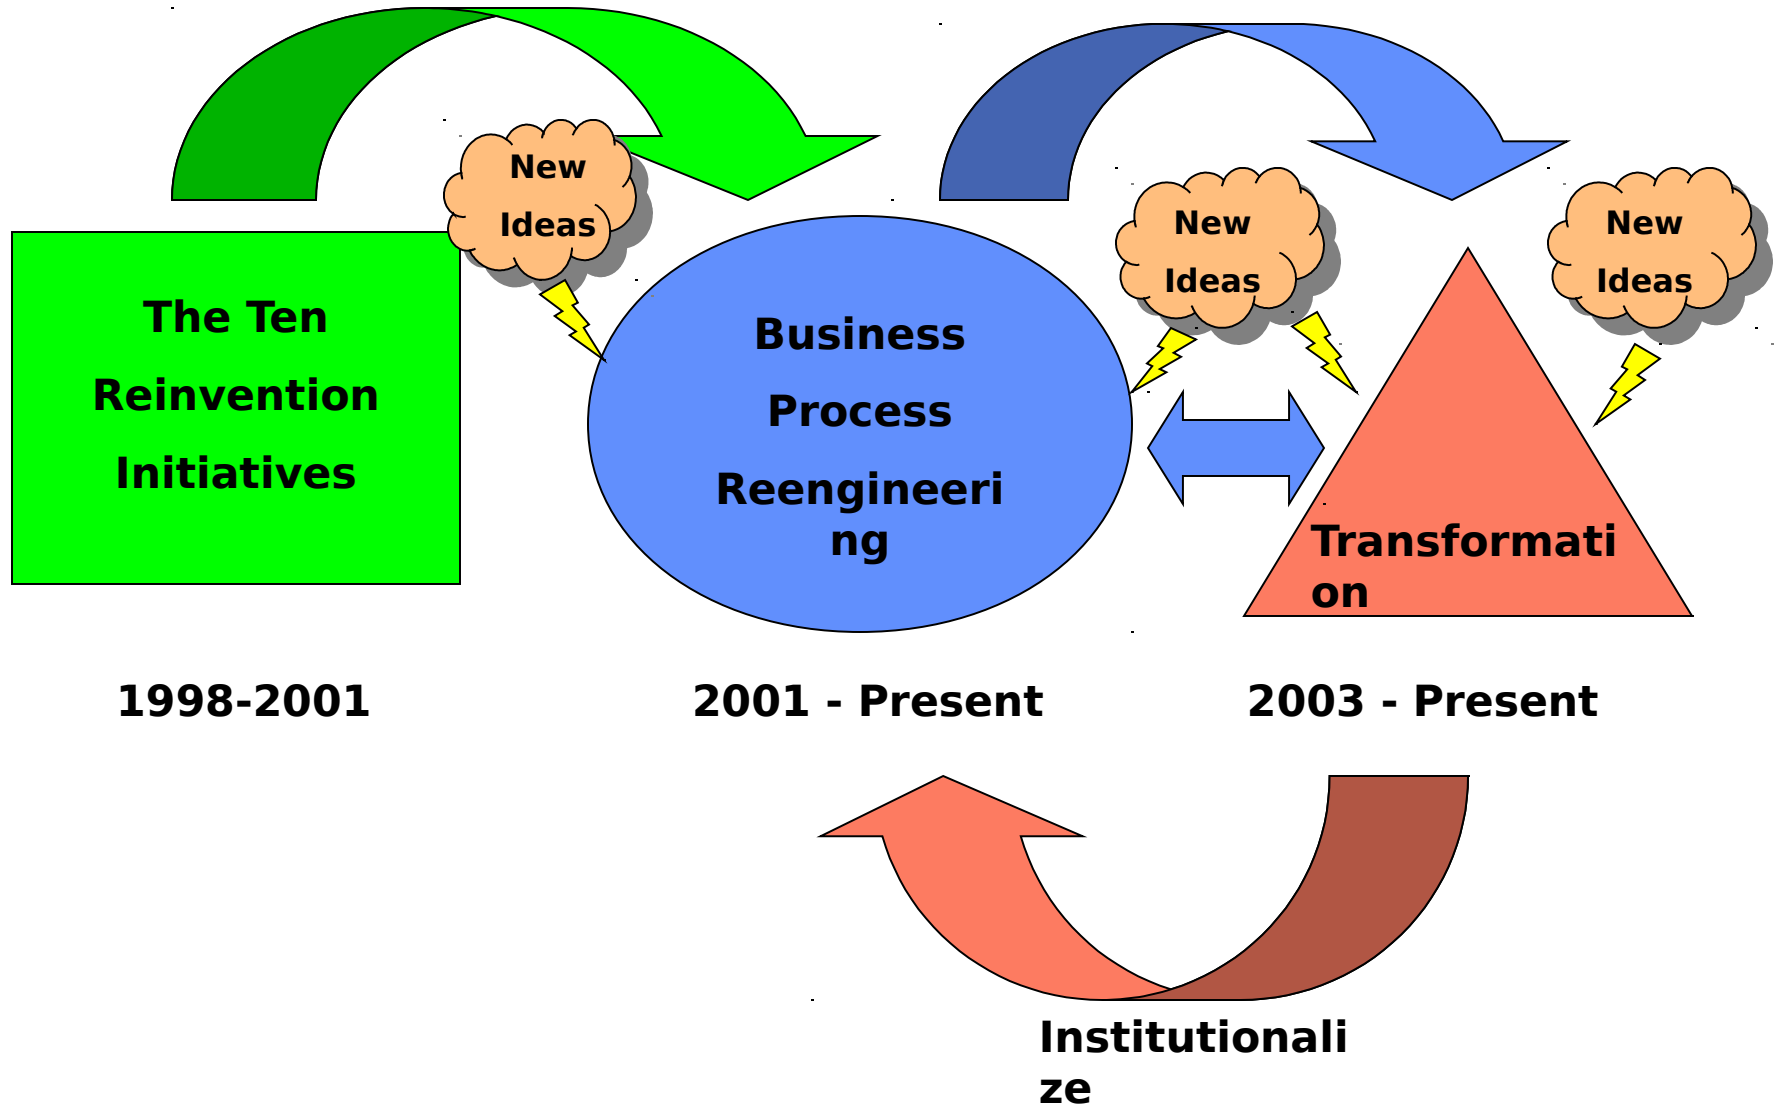 New
Ideas
The Ten
Reinvention
Initiatives
Business
Process
Reengineeri
ng
New
Ideas
New
Ideas
Transformati
on
1998-2001
2001 - Present
2003 - Present
Institutionali
ze